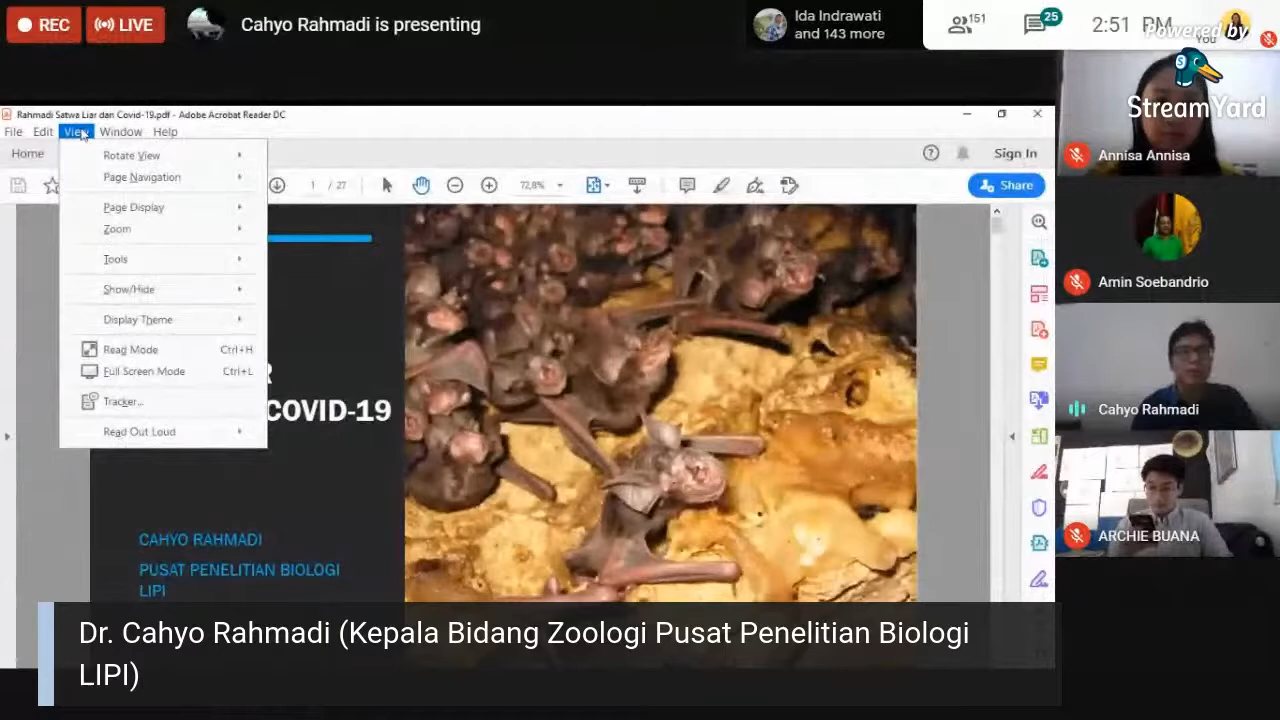 REC
LIVE
Cahyo Rahmadi is presenting
Ida Indrawati
and 143 more
151
25
2:51 PM
You
Powered by
StreamYard
Rahmadi Satwa Liar dan Covid-19.pdf - Adobe Acrobat Reader DC
File Edit View Window Help
Home
Sign In
1 / 27
72,8%
Share
Rotate View
Page Navigation
Page Display
Zoom
Tools
Show/Hide
Display Theme
Read Mode Ctrl+H
Full Screen Mode Ctrl+L
Tracker...
Read Out Loud
R
COVID-19
CAHYO RAHMADI
PUSAT PENELITIAN BIOLOGI
LIPI
Annisa Annisa
Amin Soebandrio
Cahyo Rahmadi
ARCHIE BUANA
Dr. Cahyo Rahmadi (Kepala Bidang Zoologi Pusat Penelitian Biologi
LIPI)